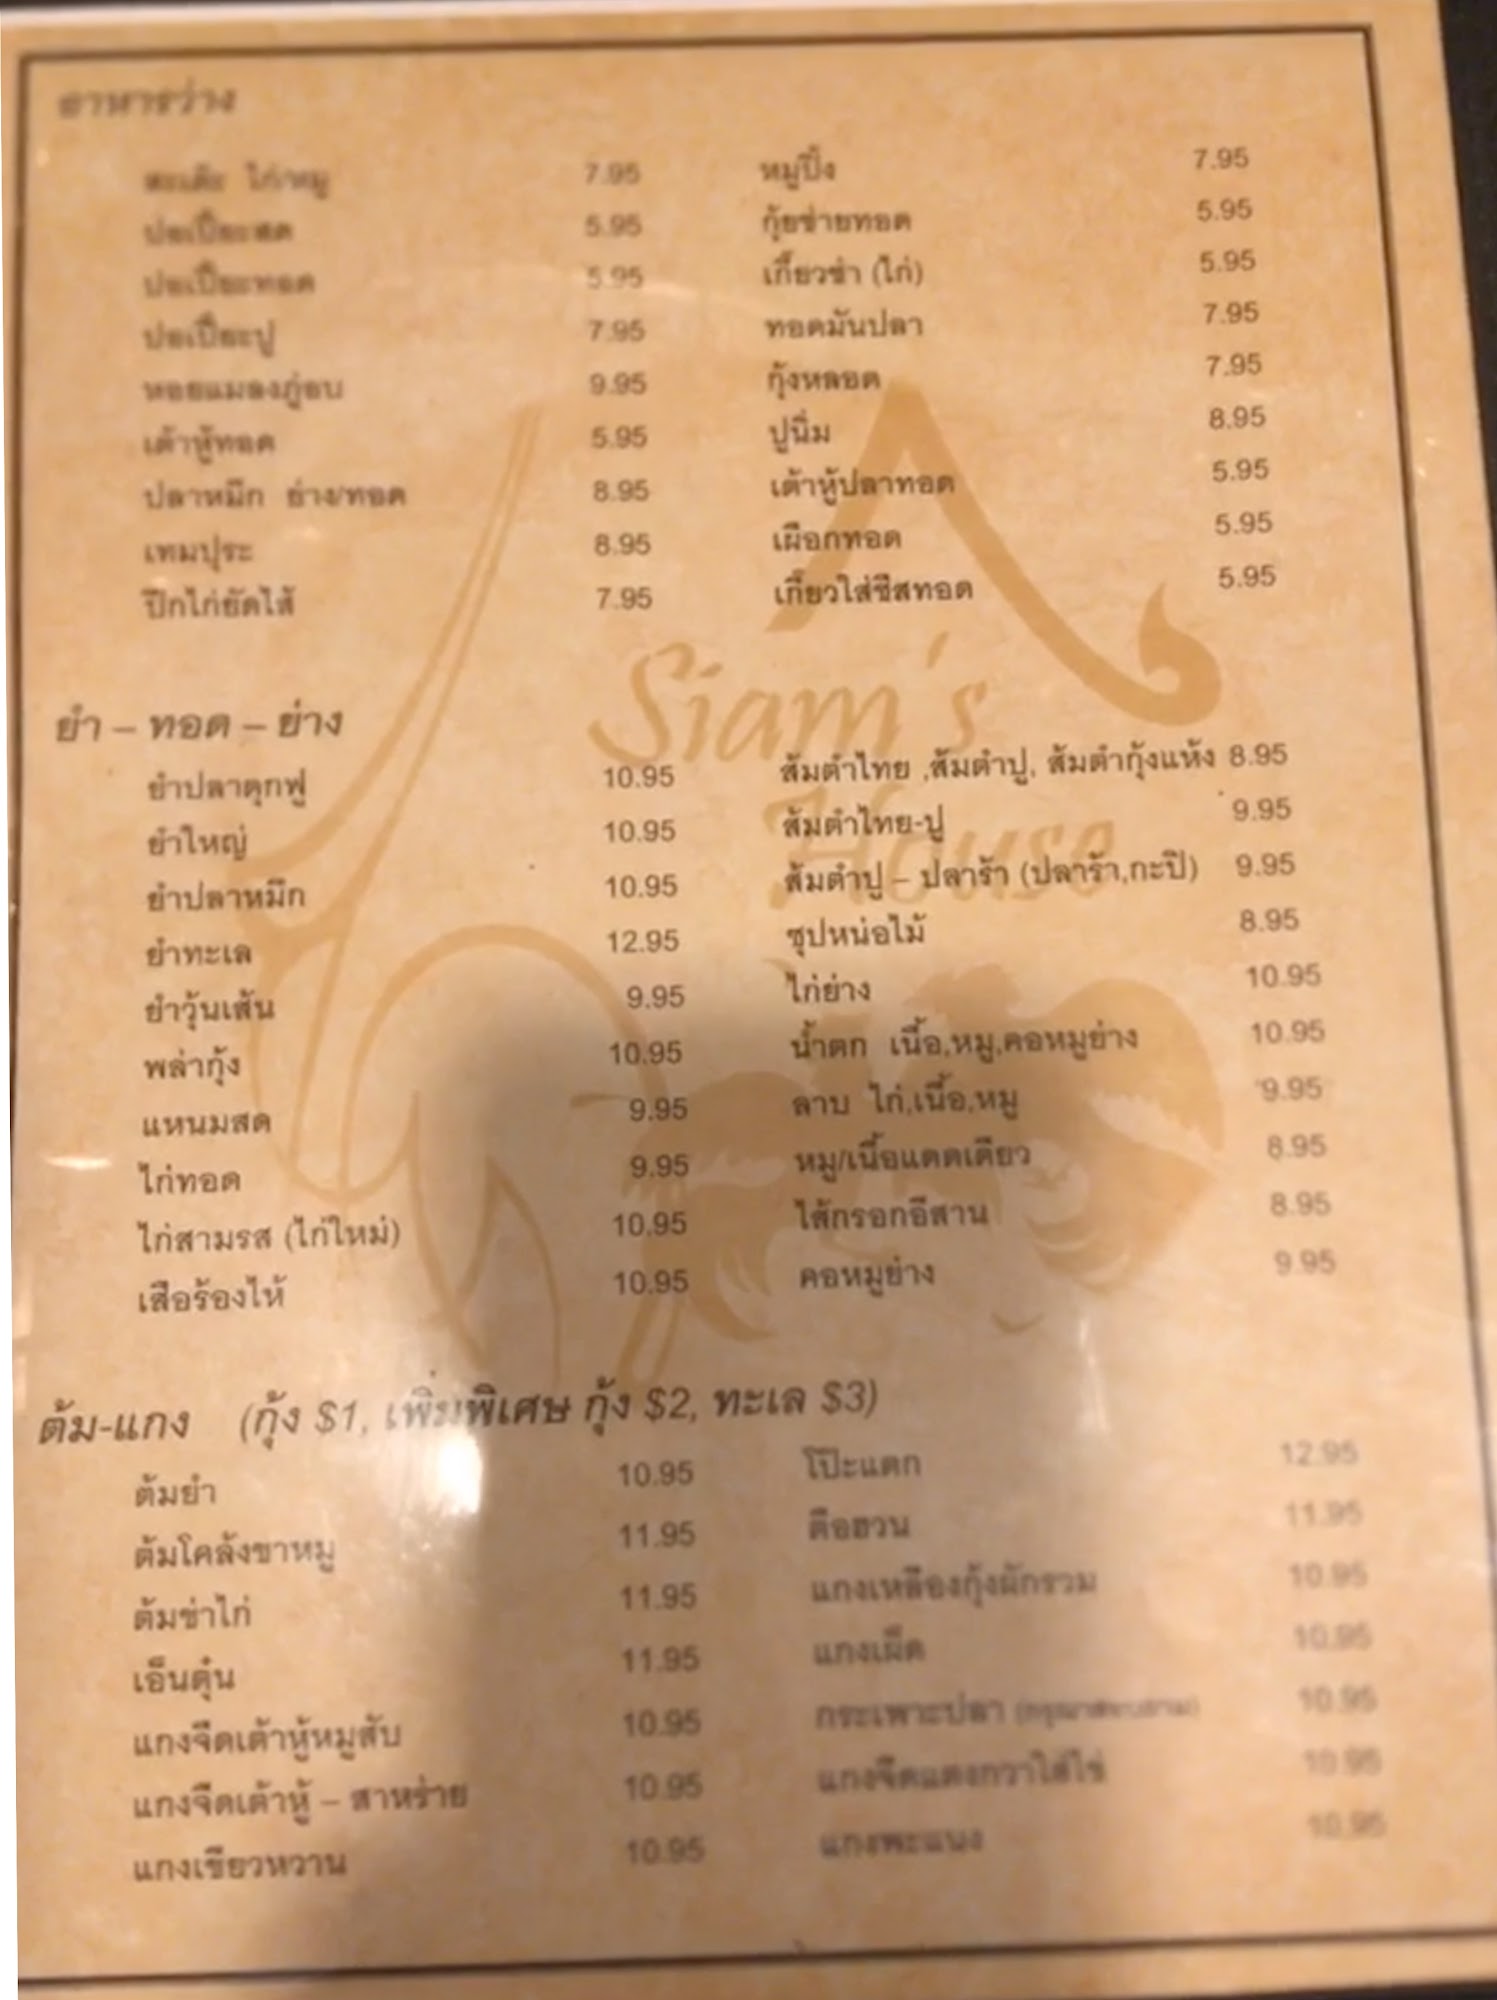 อาหารว่าง
สะเต๊ะ ไก่/หมู 7.95
ปอเปี๊ยะสด 5.95
ปอเปี๊ยะทอด 5.95
ปอเปี๊ยะปู 7.95
หอยแมลงภู่อบ 9.95
เต้าหู้ทอด 5.95
ปลาหมึก ย่าง/ทอด 8.95
เทมปุระ 8.95
ปีกไก่ยัดไส้ 7.95
หมูปิ้ง 7.95
กุ้ยช่ายทอด 5.95
เกี๊ยวซ่า (ไก่) 5.95
ทอดมันปลา 7.95
กุ้งหลอด 7.95
ปูนิ่ม 8.95
เต้าหู้ปลาทอด 5.95
เผือกทอด 5.95
เกี๊ยวใส่ชีสทอด 5.95
Siam's
House
ยำ – ทอด – ย่าง
ยำปลาดุกฟู 10.95
ยำใหญ่ 10.95
ยำปลาหมึก 10.95
ยำทะเล 12.95
ยำวุ้นเส้น 9.95
พล่ากุ้ง 10.95
แหนมสด 9.95
ไก่ทอด 9.95
ไก่สามรส (ไก่ใหม่) 10.95
เสือร้องไห้ 10.95
ส้มตำไทย ,ส้มตำปู, ส้มตำกุ้งแห้ง 8.95
ส้มตำไทย-ปู 9.95
ส้มตำปู – ปลาร้า (ปลาร้า,กะปิ) 9.95
ซุปหน่อไม้ 8.95
ไก่ย่าง 10.95
น้ำตก เนื้อ,หมู,คอหมูย่าง 10.95
ลาบ ไก่,เนื้อ,หมู 9.95
หมู/เนื้อแดดเดียว 8.95
ไส้กรอกอีสาน 8.95
คอหมูย่าง 9.95
ต้ม-แกง (กุ้ง $1, เพิ่มพิเศษ กุ้ง $2, ทะเล $3)
ต้มยำ 10.95
ต้มโคล้งขาหมู 11.95
ต้มข่าไก่ 11.95
เอ็นตุ๋น 11.95
แกงจืดเต้าหู้หมูสับ 10.95
แกงจืดเต้าหู้ – สาหร่าย 10.95
แกงเขียวหวาน 10.95
โป๊ะแตก 12.95
คือฮวน 11.95
แกงเหลืองกุ้งผักรวม 10.95
แกงเผ็ด 10.95
กระเพาะปลา (กรุณาสอบถาม) 10.95
แกงจืดแตงกวาใส่ไข่ 10.95
แกงพะแนง 10.95